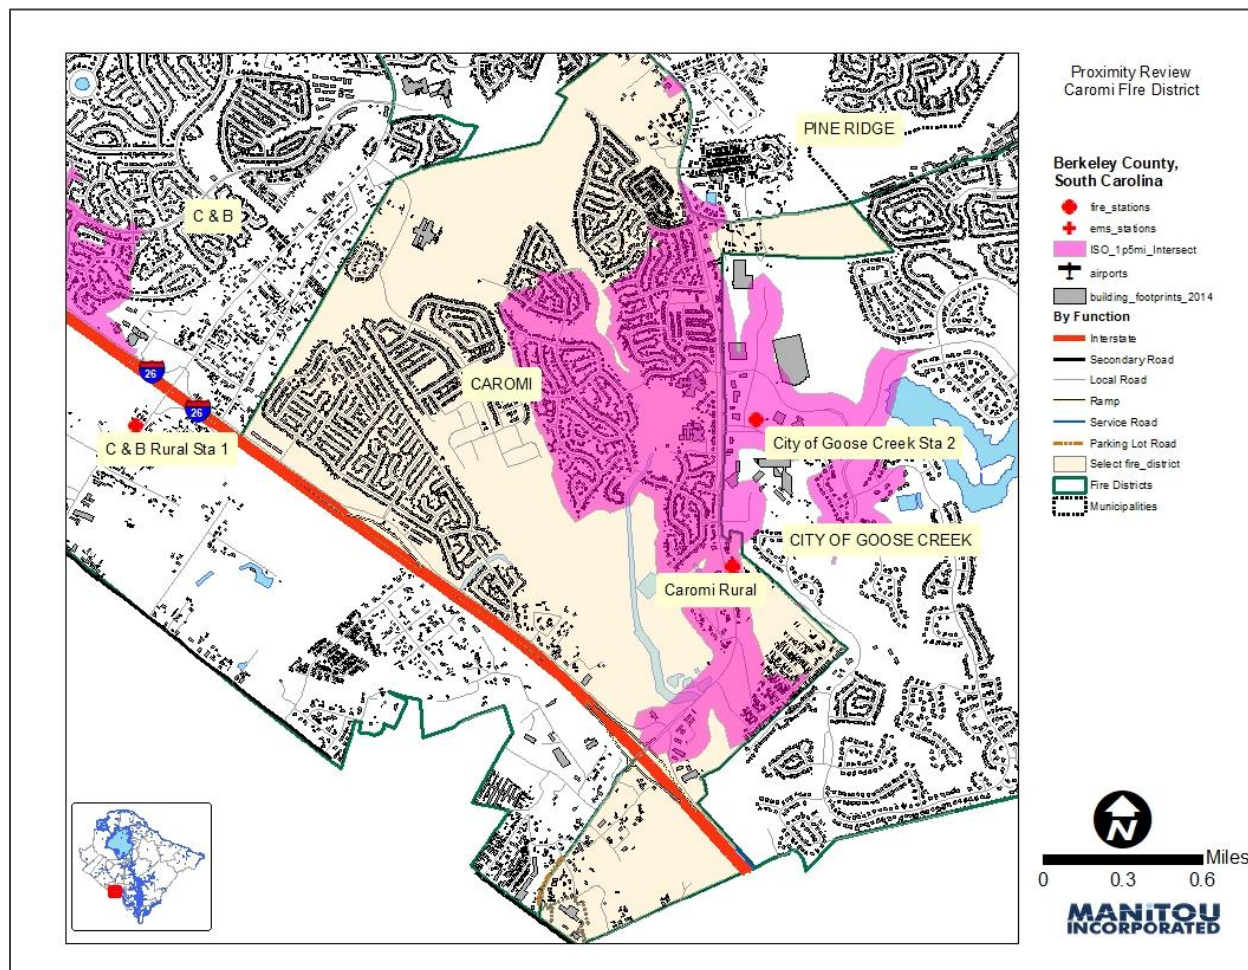 Proximity Review
Caromi FIre District
PINE RIDGE
C & B
Berkeley County,
South Carolina
fire_stations
ems_stations
ISO_1p5mi_Intersect
airports
building_footprints_2014
By Function
Interstate
Secondary Road
Local Road
Ramp
Service Road
Parking Lot Road
Select fire_district
Fire Districts
Municipalities
26
26
CAROMI
C & B Rural Sta 1
City of Goose Creek Sta 2
CITY OF GOOSE CREEK
Caromi Rural
N
Miles
0 0.3 0.6
MANiTOU
INCORPORATED